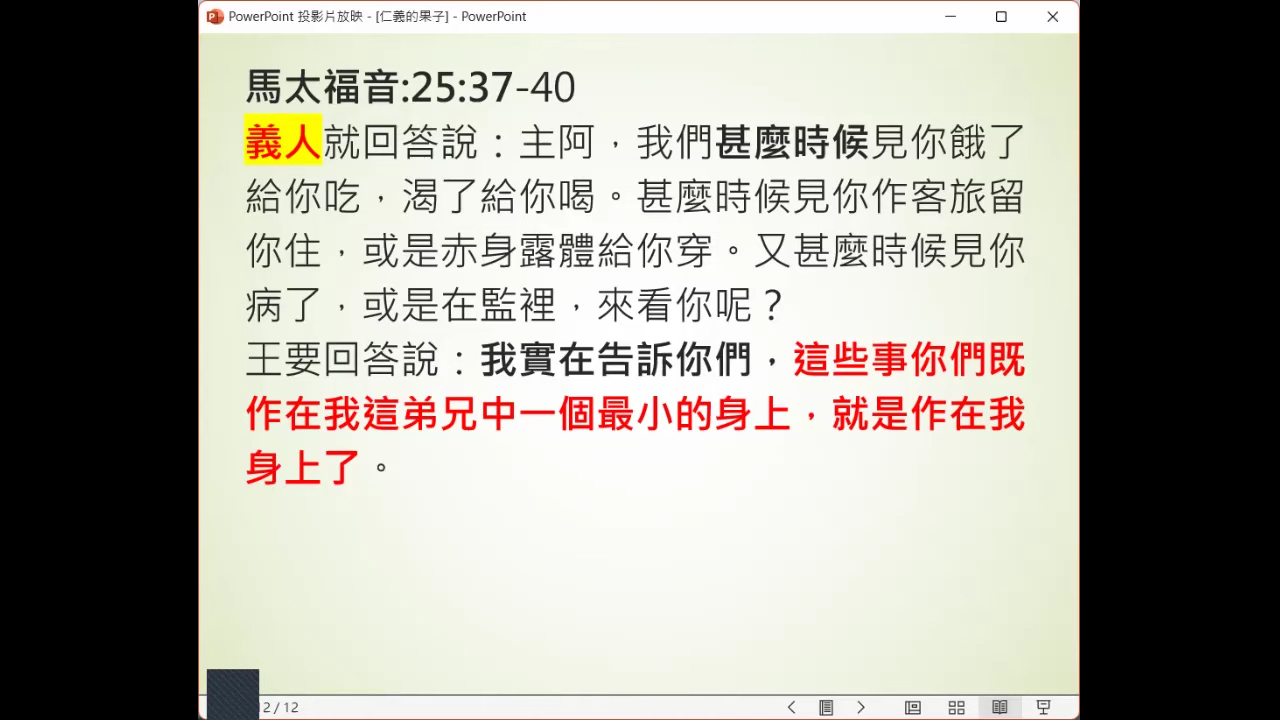 PowerPoint 投影片放映 - [仁義的果子] - PowerPoint
馬太福音:25:37-40
義人就回答說：主阿，我們甚麼時候見你餓了
給你吃，渴了給你喝。甚麼時候見你作客旅留
你住，或是赤身露體給你穿。又甚麼時候見你
病了，或是在監裡，來看你呢？
王要回答說：我實在告訴你們，這些事你們既
作在我這弟兄中一個最小的身上，就是作在我
身上了。
2 / 12